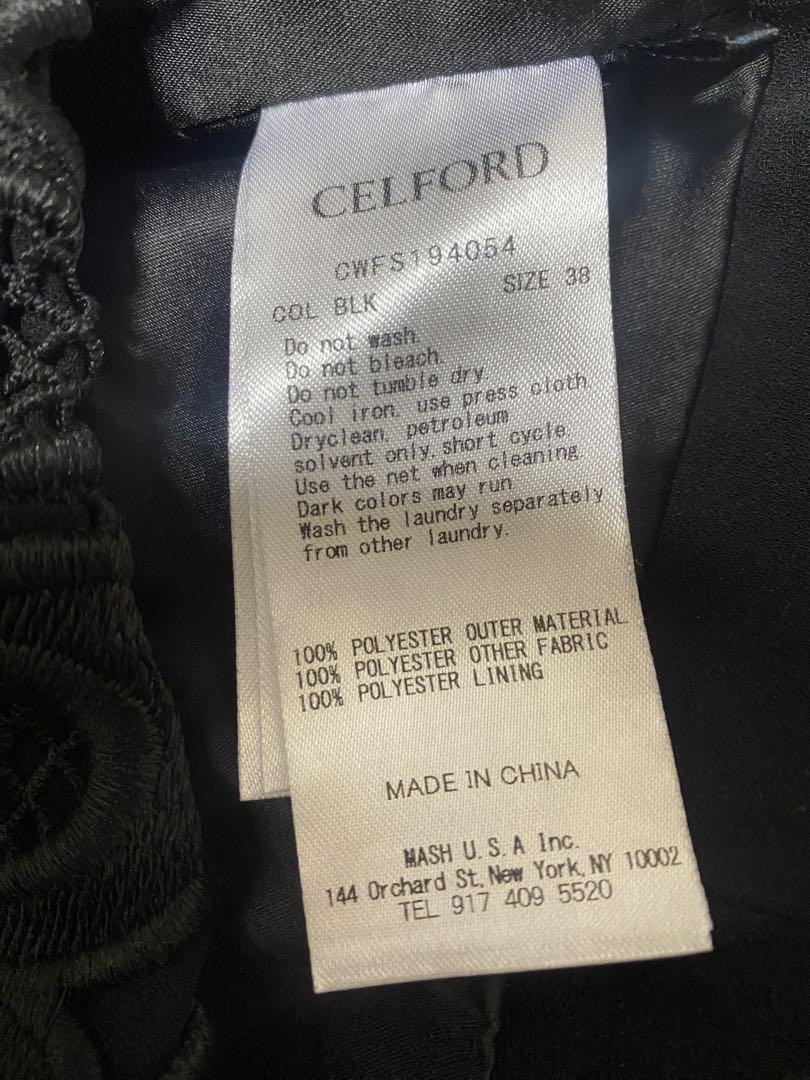 CELFORD
CWFS194054
COL BLK SIZE 38
Do not wash.
Do not bleach.
Do not tumble dry
Cool iron, use press cloth.
Dryclean, petroleum
solvent only, short cycle
Use the net when cleaning
Dark colors may run
Wash the laundry separately
from other laundry.
100% POLYESTER OUTER MATERIAL
100% POLYESTER OTHER FABRIC
100% POLYESTER LINING
MADE IN CHINA
MASH U.S.A Inc.
144 Orchard St, New York, NY 10002
TEL 917 409 5520